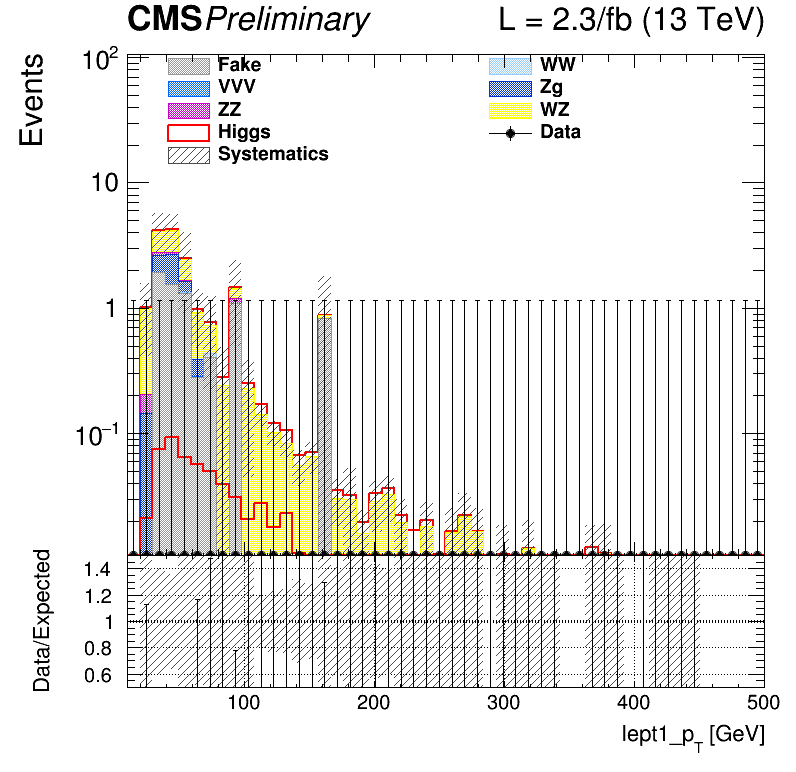 CMS Preliminary L = 2.3/fb (13 TeV)
Events
10²
10
1
10⁻¹
Fake WW
VVV Zg
ZZ WZ
Higgs Data
Systematics
Data/Expected
1.4
1.2
1
0.8
0.6
100 200 300 400 500
lept1_p_T [GeV]